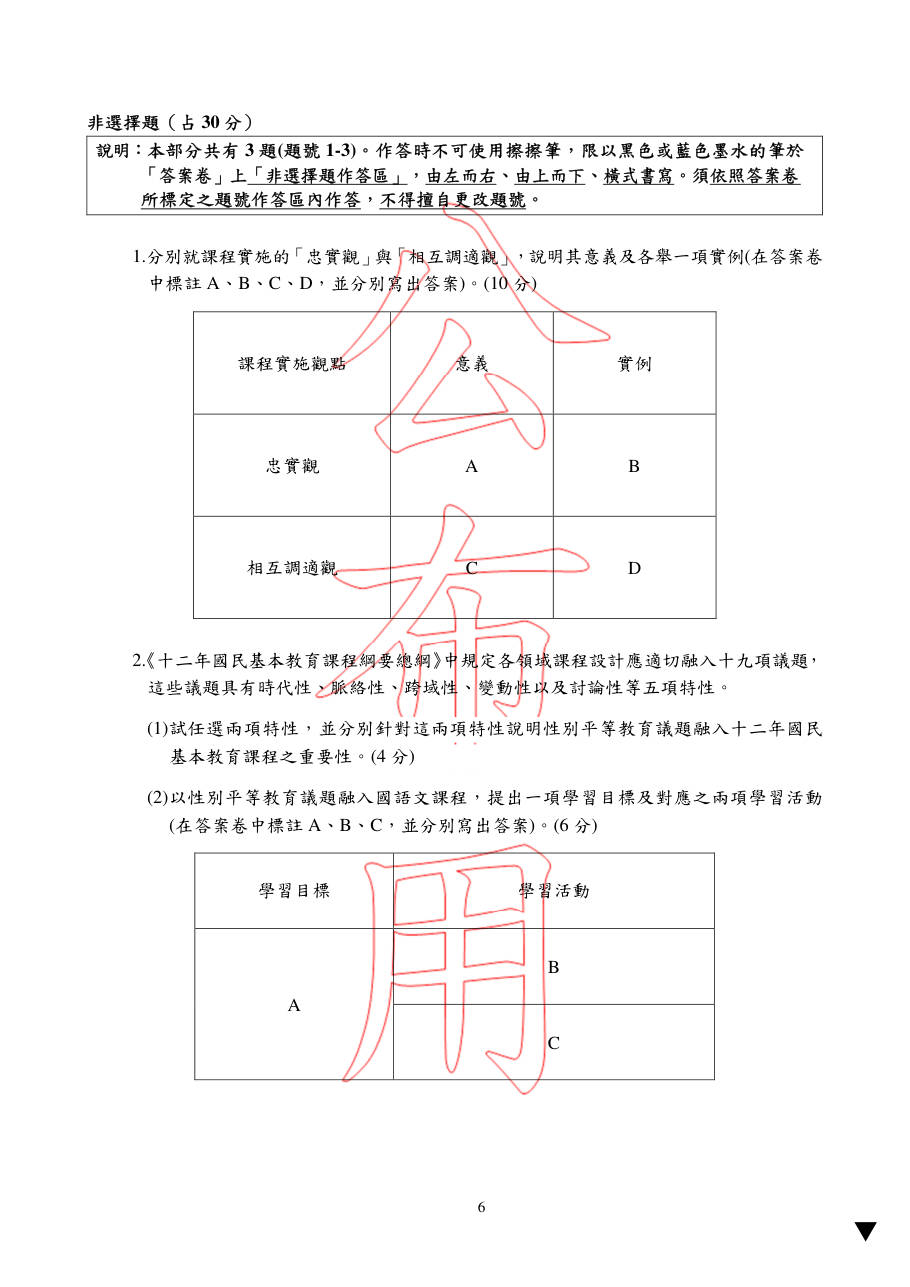 非選擇題（占 30 分）
說明：本部分共有 3 題(題號 1-3)。作答時不可使用擦擦筆，限以黑色或藍色墨水的筆於
「答案卷」上「非選擇題作答區」，由左而右、由上而下、橫式書寫。須依照答案卷
所標定之題號作答區內作答，不得擅自更改題號。
1.分別就課程實施的「忠實觀」與「相互調適觀」，說明其意義及各舉一項實例(在答案卷
中標註 A、B、C、D，並分別寫出答案)。(10 分)
課程實施觀點 意義 實例
忠實觀 A B
相互調適觀 C D
2.《十二年國民基本教育課程綱要總綱》中規定各領域課程設計應適切融入十九項議題，
這些議題具有時代性、脈絡性、跨域性、變動性以及討論性等五項特性。
(1)試任選兩項特性，並分別針對這兩項特性說明性別平等教育議題融入十二年國民
基本教育課程之重要性。(4 分)
(2)以性別平等教育議題融入國語文課程，提出一項學習目標及對應之兩項學習活動
(在答案卷中標註 A、B、C，並分別寫出答案)。(6 分)
學習目標 學習活動
B
A
C
公布用
6